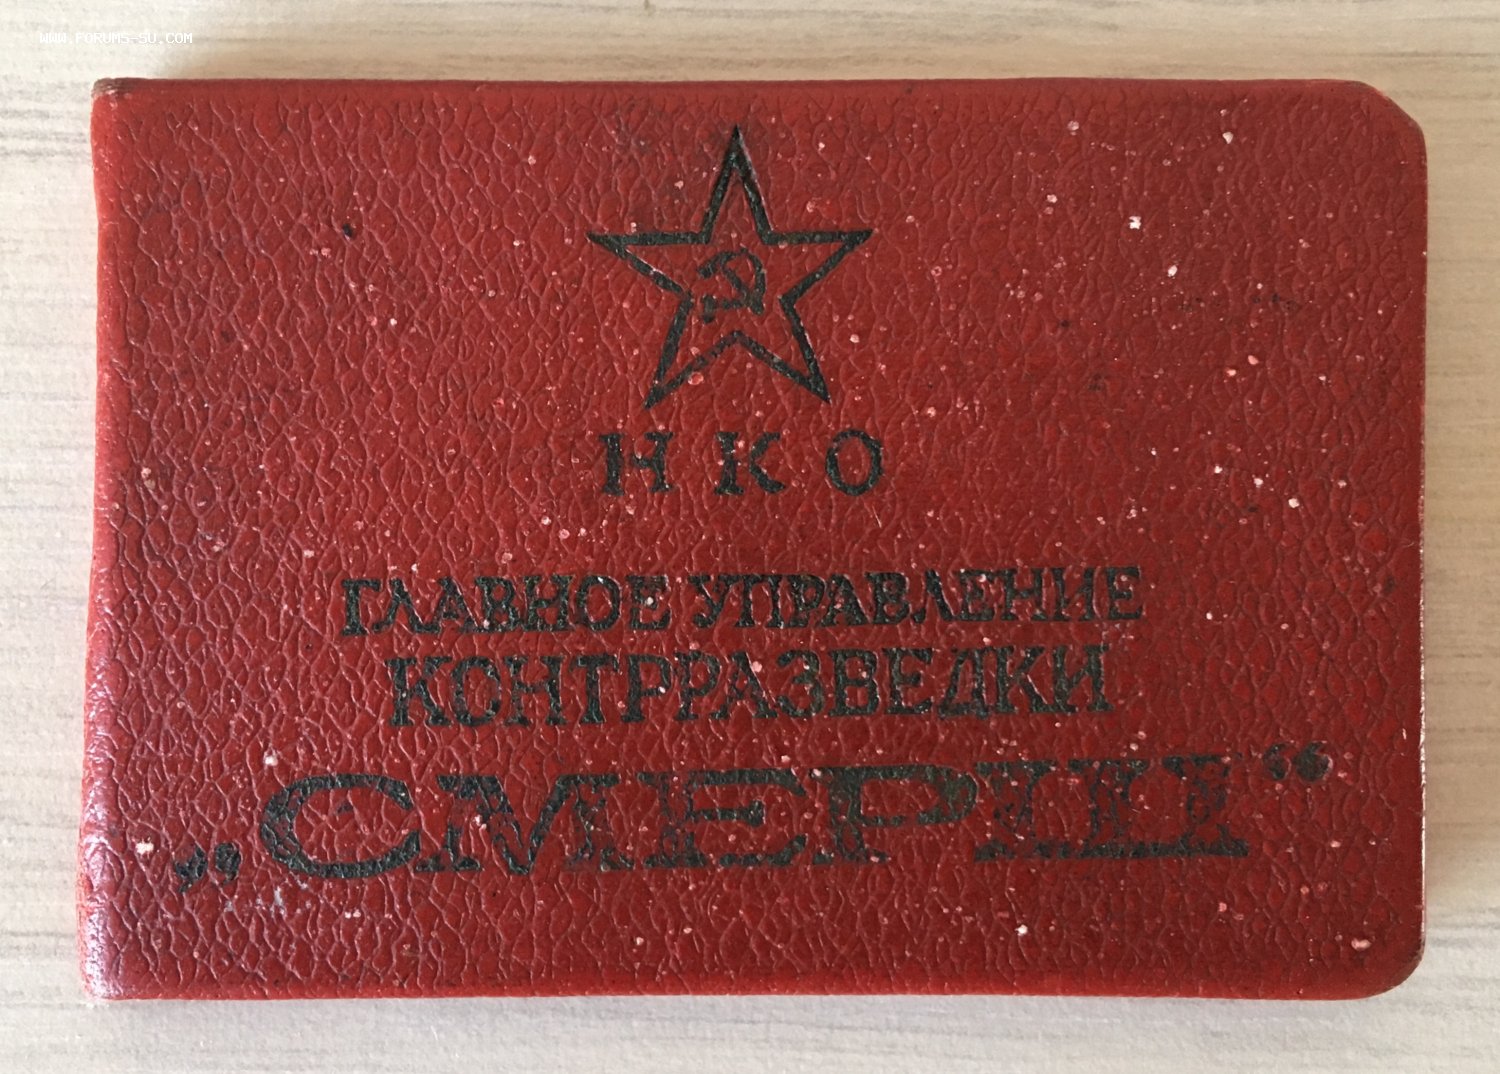 WWW.FORUMS-SU.COM
НКО
ГЛАВНОЕ УПРАВЛЕНИЕ
КОНТРРАЗВЕДКИ
„СМЕРШ“